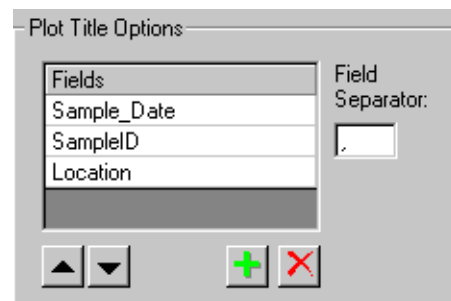 Plot Title Options
Fields
Sample_Date
SampleID
Location
Field
Separator:
,